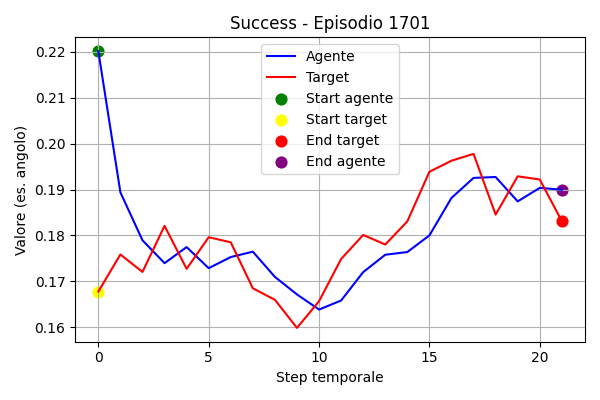 Success - Episodio 1701
Agente
Target
Start agente
Start target
End target
End agente
Valore (es. angolo)
0.22
0.21
0.20
0.19
0.18
0.17
0.16
0
5
10
15
20
Step temporale